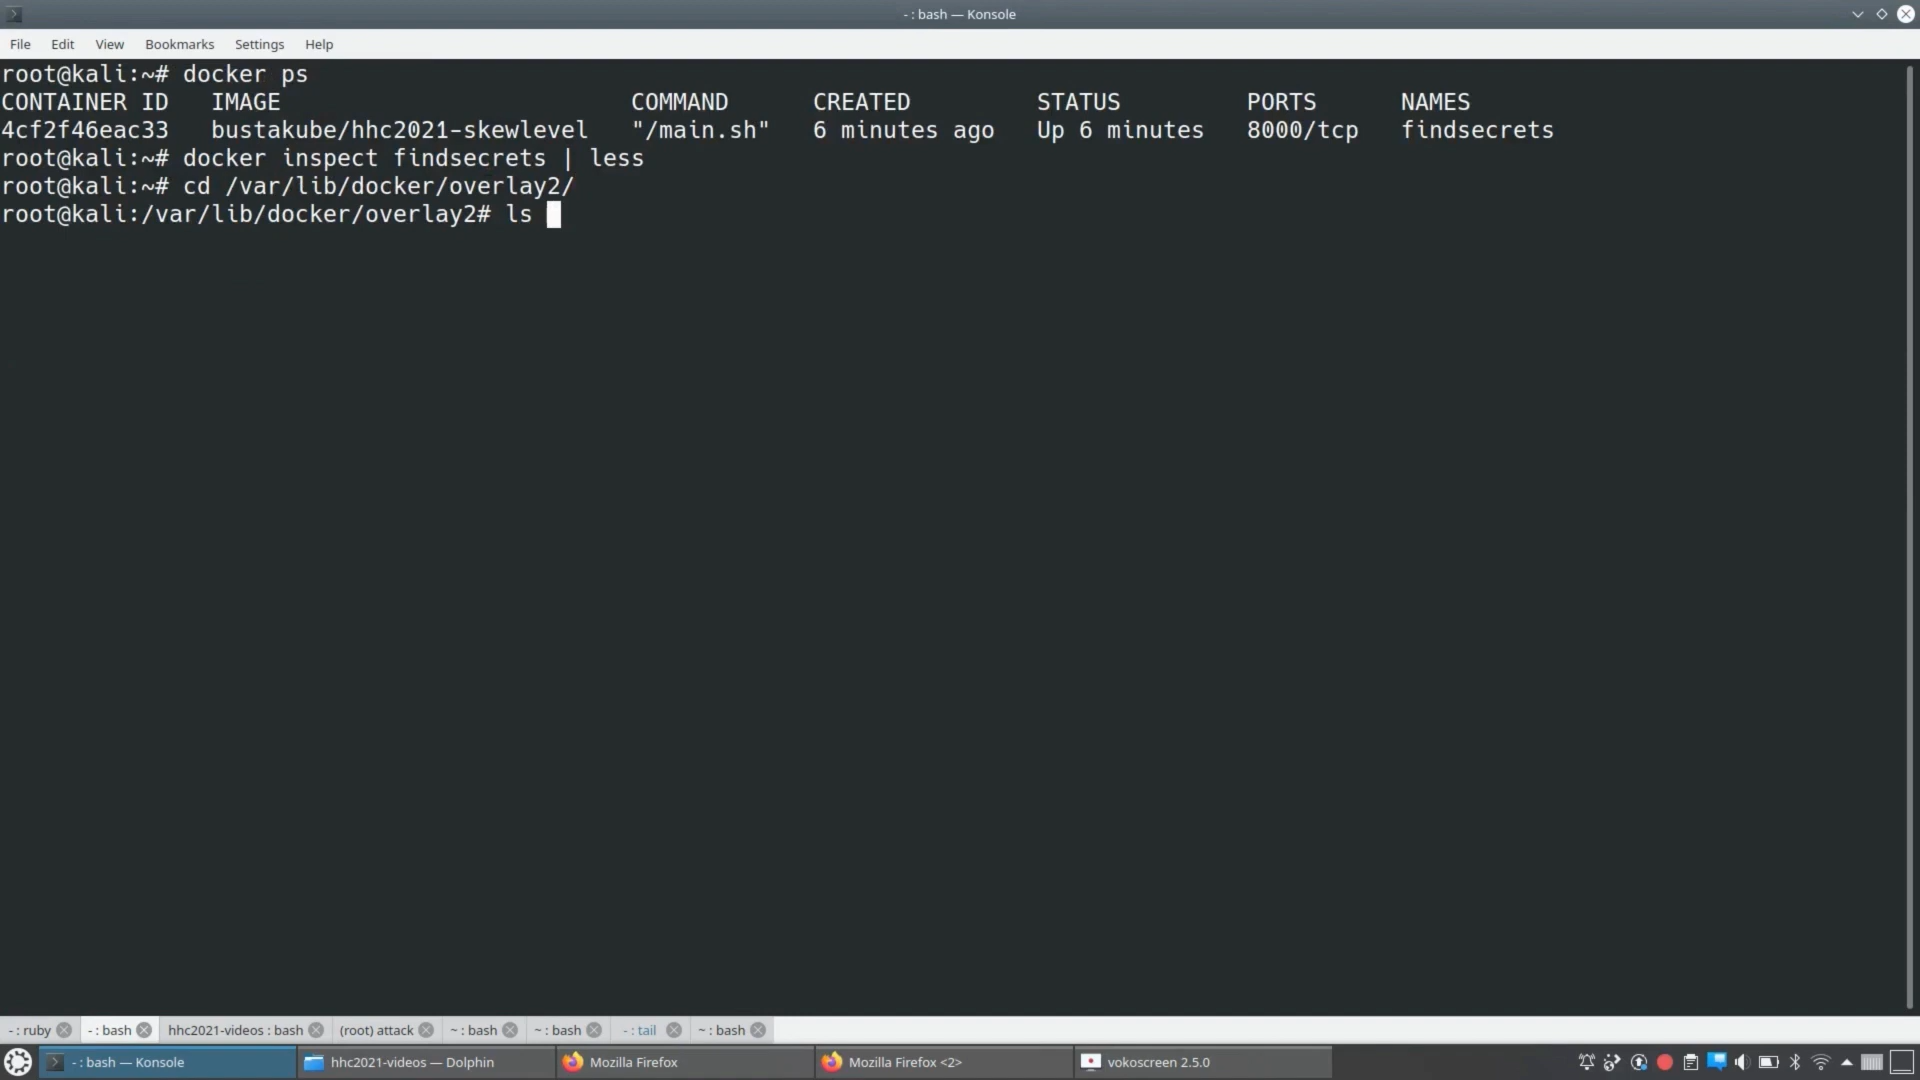 - : bash — Konsole
File Edit View Bookmarks Settings Help
root@kali:~# docker ps
CONTAINER ID IMAGE COMMAND CREATED STATUS PORTS NAMES
4cf2f46eac33 bustakube/hhc2021-skewlevel "/main.sh" 6 minutes ago Up 6 minutes 8000/tcp findsecrets
root@kali:~# docker inspect findsecrets | less
root@kali:~# cd /var/lib/docker/overlay2/
root@kali:/var/lib/docker/overlay2# ls
- : ruby - : bash hhc2021-videos : bash (root) attack ~ : bash ~ : bash - : tail ~ : bash
- : bash — Konsole hhc2021-videos — Dolphin Mozilla Firefox Mozilla Firefox <2> vokoscreen 2.5.0